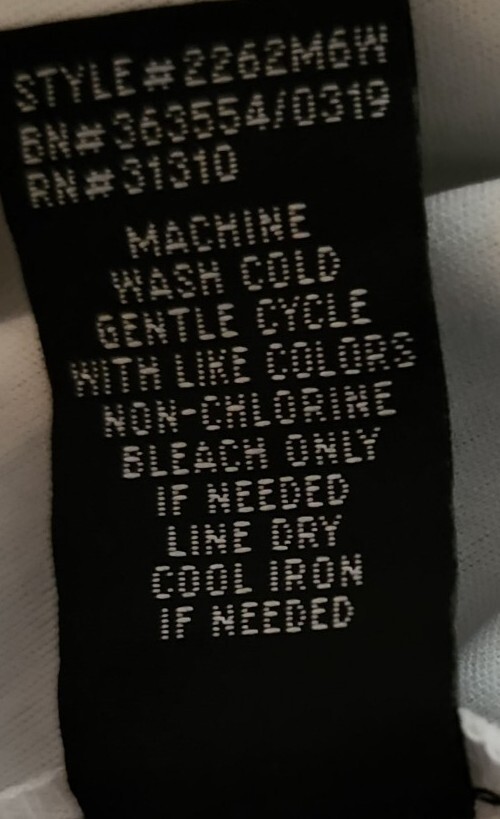 STYLE#2262M6W
BN#363554/0319
RN#31310
MACHINE
WASH COLD
GENTLE CYCLE
WITH LIKE COLORS
NON-CHLORINE
BLEACH ONLY
IF NEEDED
LINE DRY
COOL IRON
IF NEEDED